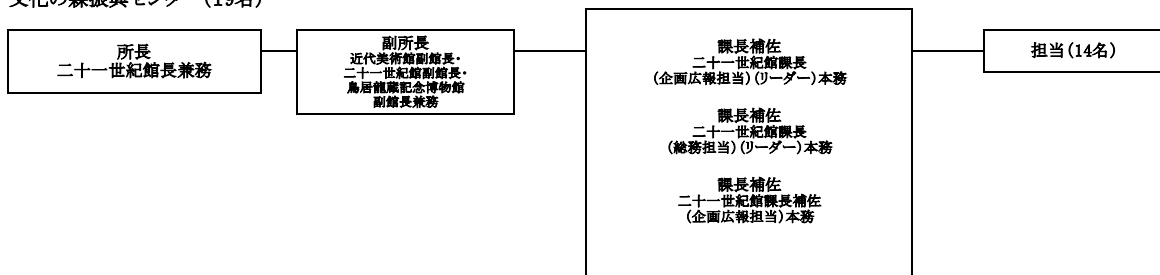 文化の森振興センター(19名)
所長
二十一世紀館長兼務
副所長
近代美術館副館長・
二十一世紀館副館長・
鳥居龍蔵記念博物館
副館長兼務
課長補佐
二十一世紀館課長
(企画広報担当)(リーダー)本務
課長補佐
二十一世紀館課長
(総務担当)(リーダー)本務
課長補佐
二十一世紀館課長補佐
(企画広報担当)本務
担当(14名)